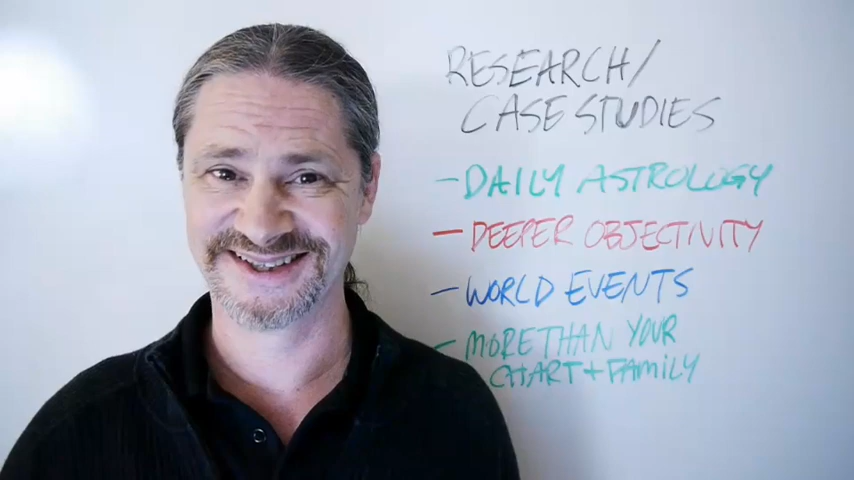 RESEARCH/
CASE STUDIES
- DAILY ASTROLOGY
- DEEPER OBJECTIVITY
- WORLD EVENTS
- MORE THAN YOUR
CHART + FAMILY